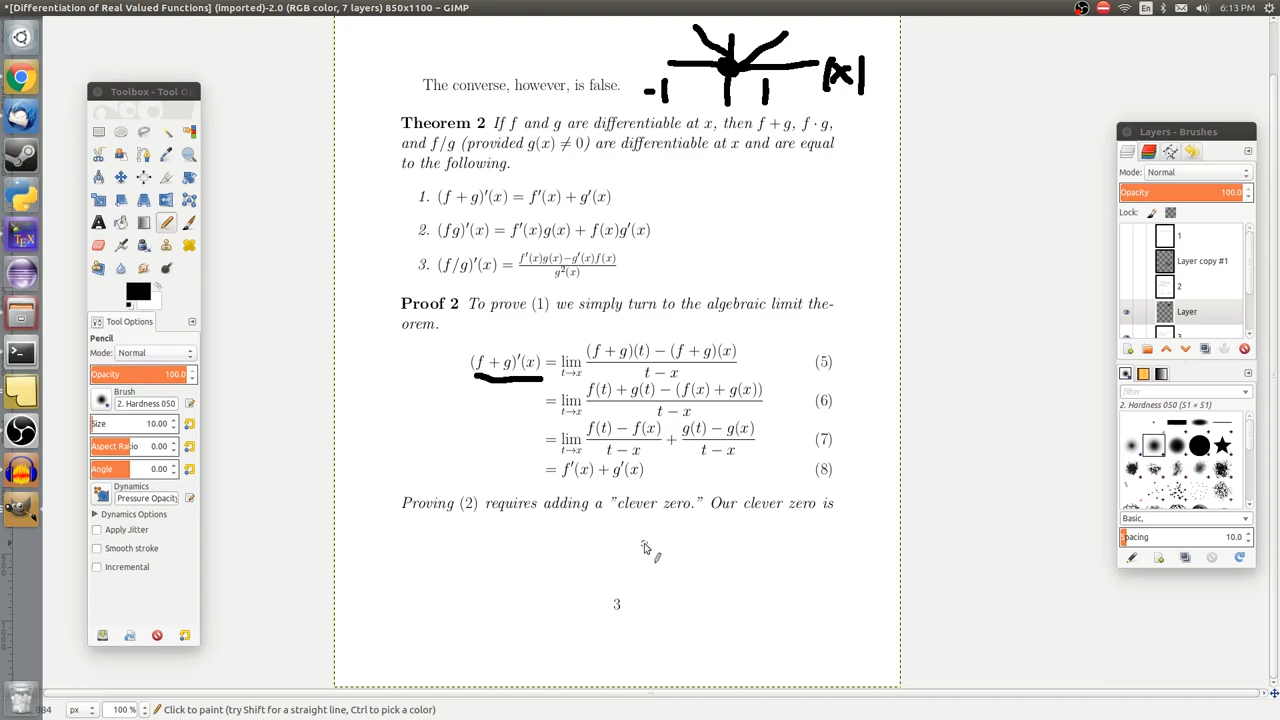 *[Differentiation of Real Valued Functions] (imported)-2.0 (RGB color, 7 layers) 850x1100 – GIMP
En
6:13 PM
Toolbox - Tool Op
Tool Options
Pencil
Mode: Normal
Opacity 100.0
Brush
2. Hardness 050
Size 10.00
Aspect Ratio 0.00
Angle 0.00
Dynamics
Pressure Opacity
Dynamics Options
Apply Jitter
Smooth stroke
Incremental
-1 1 |x|
The converse, however, is false.
Theorem 2 If f and g are differentiable at x, then f + g, f · g,
and f/g (provided g(x) ≠ 0) are differentiable at x and are equal
to the following.
1. (f + g)′(x) = f′(x) + g′(x)
2. (fg)′(x) = f′(x)g(x) + f(x)g′(x)
3. (f/g)′(x) = f′(x)g(x)−g′(x)f(x) / g²(x)
Proof 2 To prove (1) we simply turn to the algebraic limit the-
orem.
(f + g)′(x) = lim t→x (f + g)(t) − (f + g)(x) / t − x (5)
= lim t→x f(t) + g(t) − (f(x) + g(x)) / t − x (6)
= lim t→x f(t) − f(x) / t − x + g(t) − g(x) / t − x (7)
= f′(x) + g′(x) (8)
Proving (2) requires adding a "clever zero." Our clever zero is
3
Layers - Brushes
Mode: Normal
Opacity 100.0
Lock:
1
Layer copy #1
2
Layer
3
filter
2. Hardness 050 (51 × 51)
Basic,
Spacing 10.0
px
100 %
Click to paint (try Shift for a straight line, Ctrl to pick a color)